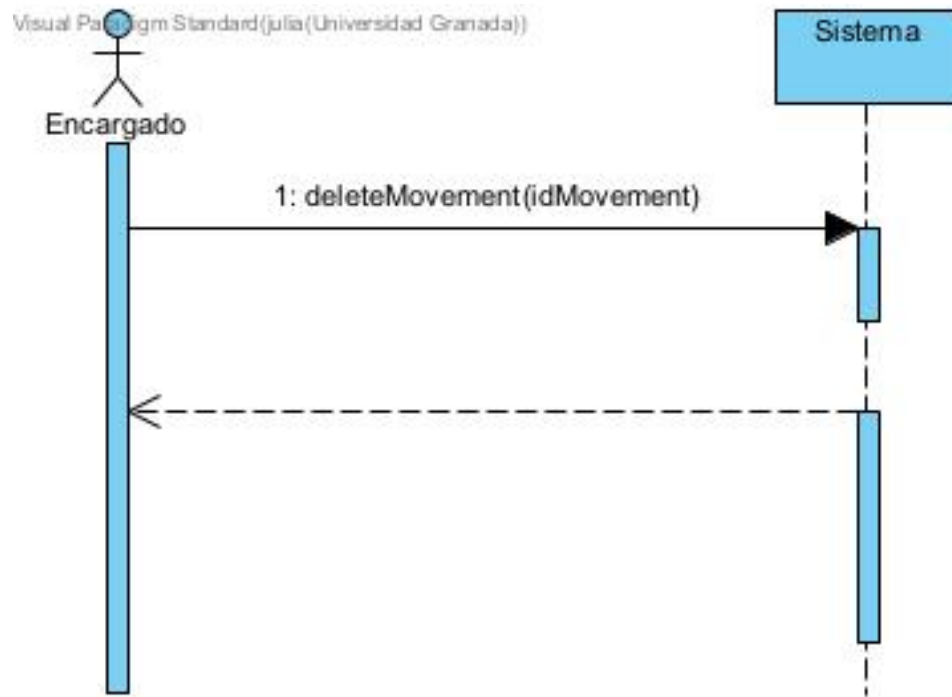 Visual Paradigm Standard(julia(Universidad Granada))
Sistema
Encargado
1: deleteMovement(idMovement)